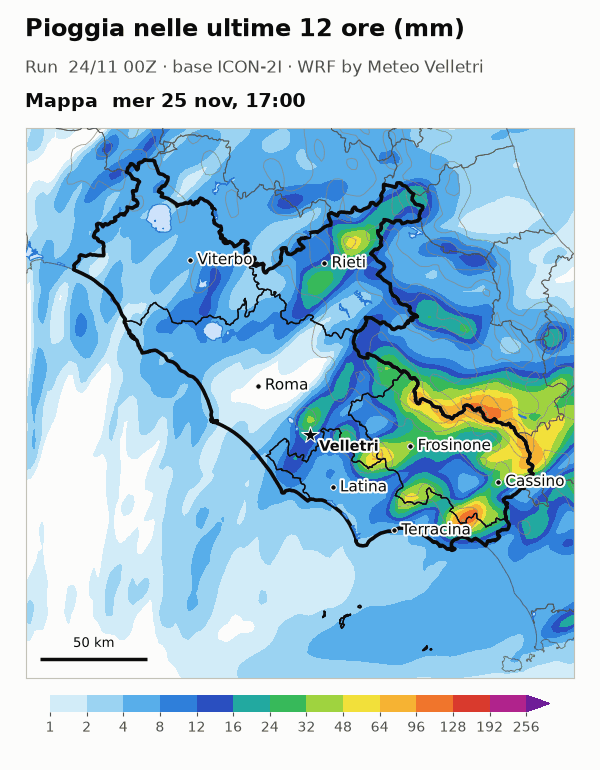 Pioggia nelle ultime 12 ore (mm)
Run  24/11 00Z · base ICON-2I · WRF by Meteo Velletri
Mappa  mer 25 nov, 17:00
Viterbo
Rieti
Roma
Velletri
Frosinone
Cassino
Latina
Terracina
50 km
1 2 4 8 12 16 24 32 48 64 96 128 192 256